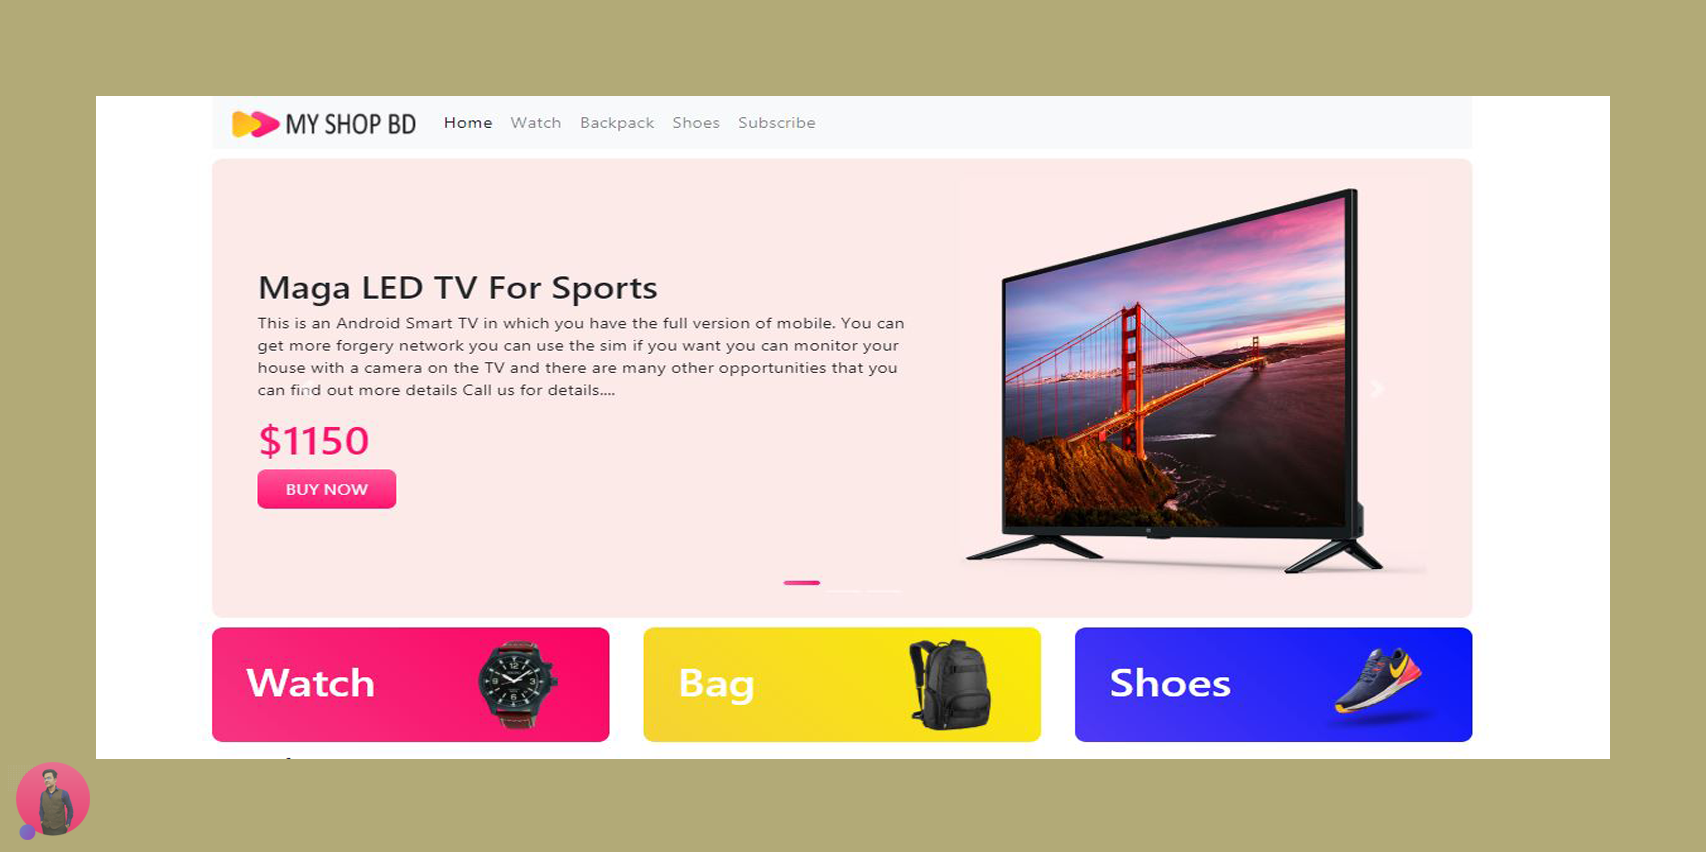 MY SHOP BD Home Watch Backpack Shoes Subscribe
Maga LED TV For Sports
This is an Android Smart TV in which you have the full version of mobile. You can
get more forgery network you can use the sim if you want you can monitor your
house with a camera on the TV and there are many other opportunities that you
can find out more details Call us for details....
$1150
BUY NOW
Watch
Bag
Shoes